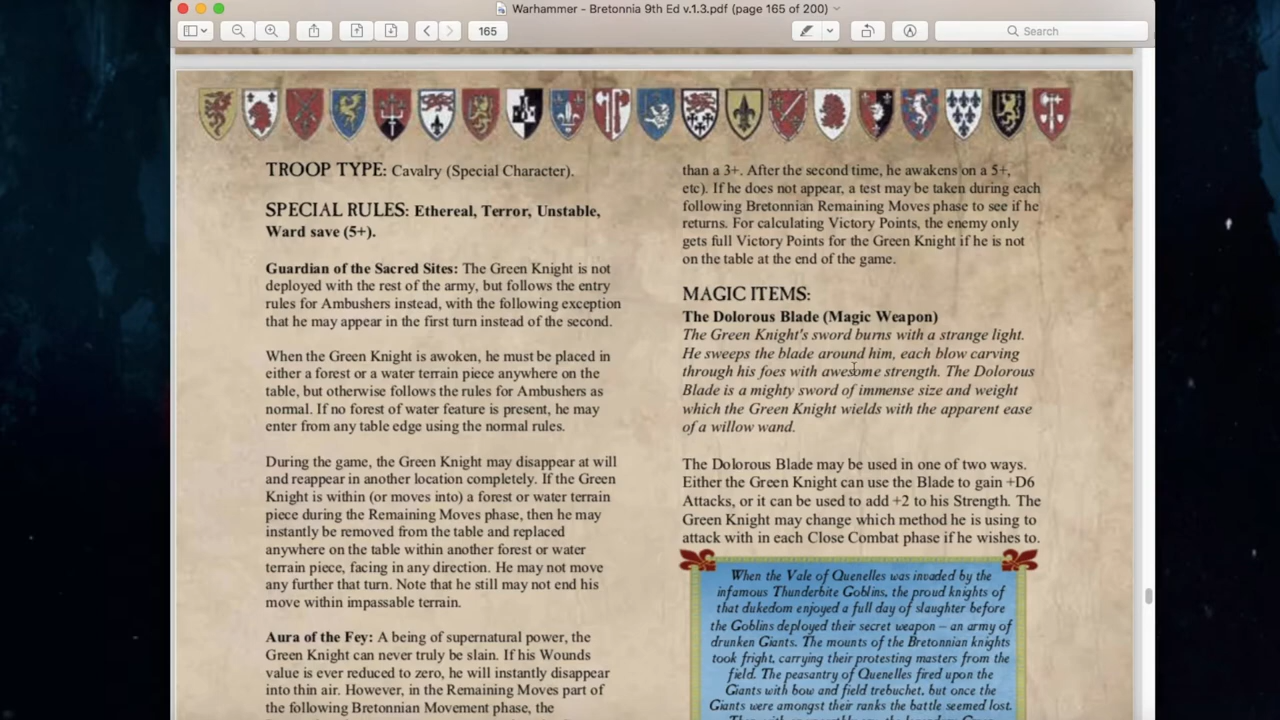 Warhammer - Bretonnia 9th Ed v.1.3.pdf (page 165 of 200)
165
Search
TROOP TYPE: Cavalry (Special Character).
SPECIAL RULES: Ethereal, Terror, Unstable,
Ward save (5+).
Guardian of the Sacred Sites: The Green Knight is not
deployed with the rest of the army, but follows the entry
rules for Ambushers instead, with the following exception
that he may appear in the first turn instead of the second.
When the Green Knight is awoken, he must be placed in
either a forest or a water terrain piece anywhere on the
table, but otherwise follows the rules for Ambushers as
normal. If no forest of water feature is present, he may
enter from any table edge using the normal rules.
During the game, the Green Knight may disappear at will
and reappear in another location completely. If the Green
Knight is within (or moves into) a forest or water terrain
piece during the Remaining Moves phase, then he may
instantly be removed from the table and replaced
anywhere on the table within another forest or water
terrain piece, facing in any direction. He may not move
any further that turn. Note that he still may not end his
move within impassable terrain.
Aura of the Fey: A being of supernatural power, the
Green Knight can never truly be slain. If his Wounds
value is ever reduced to zero, he will instantly disappear
into thin air. However, in the Remaining Moves part of
the following Bretonnian Movement phase, the
than a 3+. After the second time, he awakens on a 5+,
etc). If he does not appear, a test may be taken during each
following Bretonnian Remaining Moves phase to see if he
returns. For calculating Victory Points, the enemy only
gets full Victory Points for the Green Knight if he is not
on the table at the end of the game.
MAGIC ITEMS:
The Dolorous Blade (Magic Weapon)
The Green Knight's sword burns with a strange light.
He sweeps the blade around him, each blow carving
through his foes with awesome strength. The Dolorous
Blade is a mighty sword of immense size and weight
which the Green Knight wields with the apparent ease
of a willow wand.
The Dolorous Blade may be used in one of two ways.
Either the Green Knight can use the Blade to gain +D6
Attacks, or it can be used to add +2 to his Strength. The
Green Knight may change which method he is using to
attack with in each Close Combat phase if he wishes to.
When the Vale of Quenelles was invaded by the
infamous Thunderbite Goblins, the proud knights of
that dukedom enjoyed a full day of slaughter before
the Goblins deployed their secret weapon – an army of
drunken Giants. The mounts of the Bretonnian knights
took fright, carrying their protesting masters from the
field. The peasantry of Quenelles fired upon the
Giants with bow and field trebuchet, but once the
Giants were amongst their ranks the battle seemed lost.